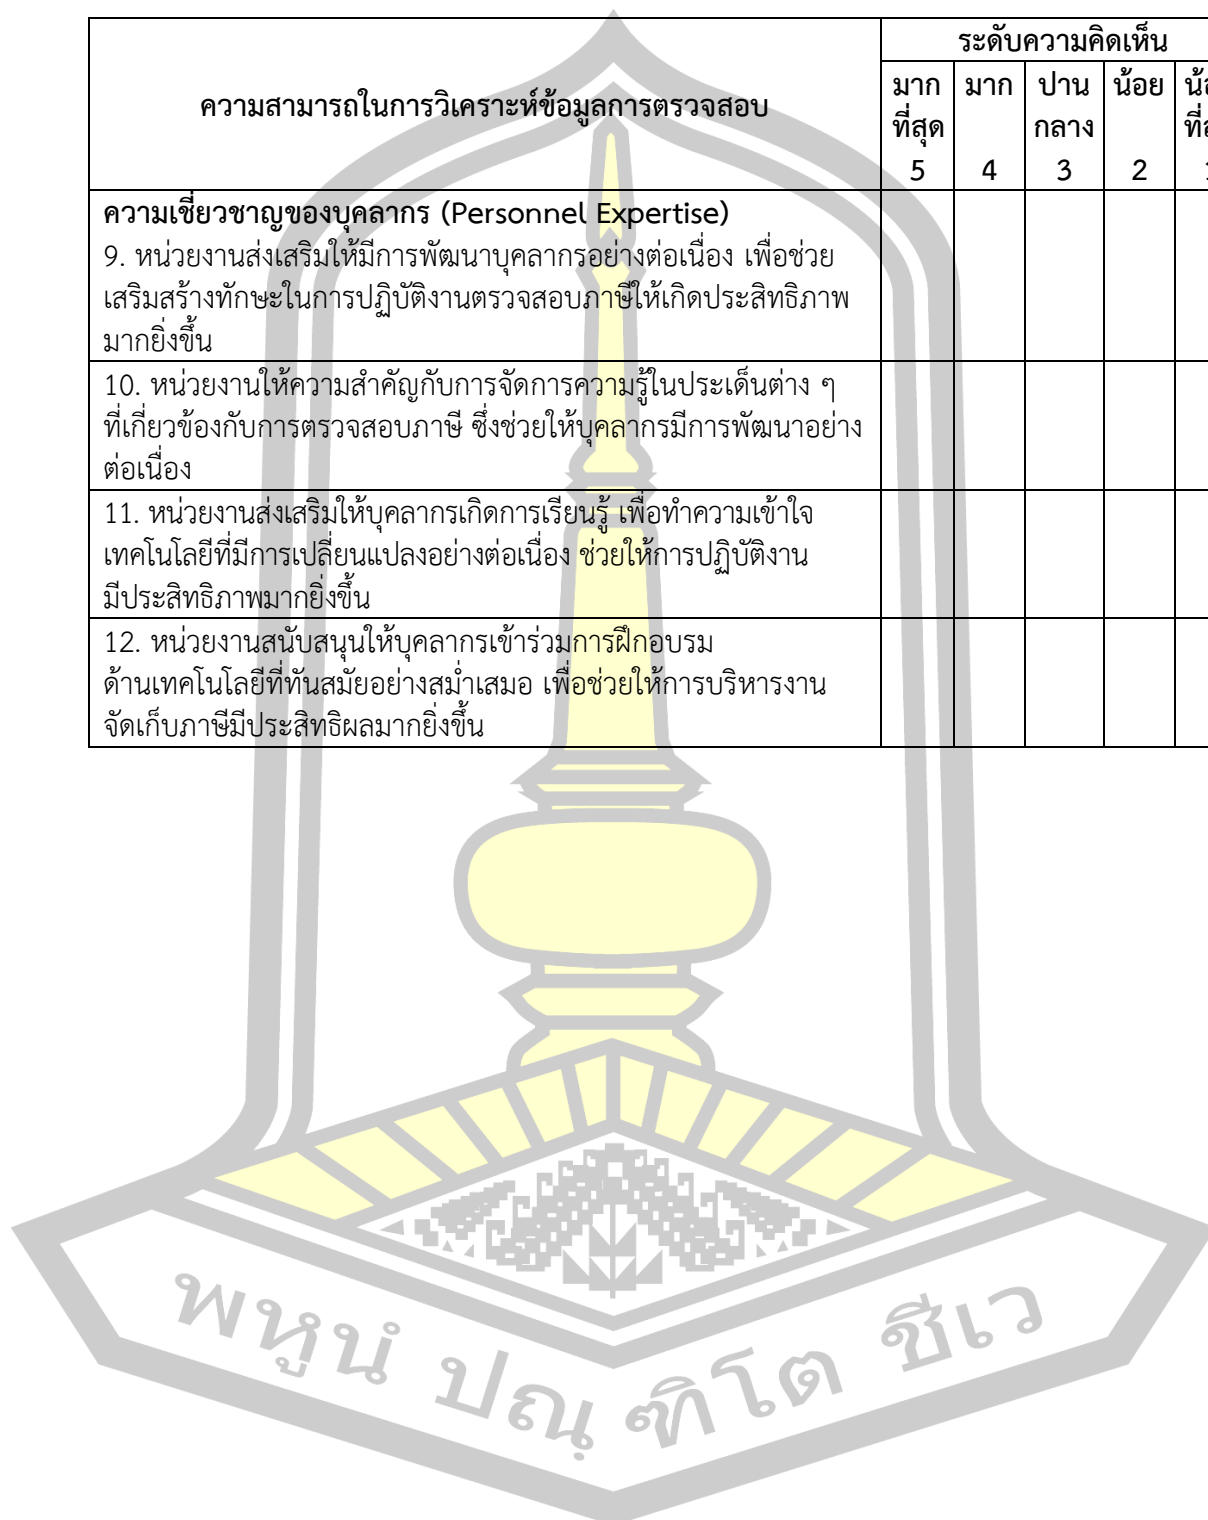 ระดับความคิดเห็น
ความสามารถในการวิเคราะห์ข้อมูลการตรวจสอบ
มาก มาก ปาน น้อย
ที่สุด กลาง
5 4 3 2
ความเชี่ยวชาญของบุคลากร (Personnel Expertise)
9. หน่วยงานส่งเสริมให้มีการพัฒนาบุคลากรอย่างต่อเนื่อง เพื่อช่วย
เสริมสร้างทักษะในการปฏิบัติงานตรวจสอบภาษีให้เกิดประสิทธิภาพ
มากยิ่งขึ้น
10. หน่วยงานให้ความสำคัญกับการจัดการความรู้ในประเด็นต่าง ๆ
ที่เกี่ยวข้องกับการตรวจสอบภาษี ซึ่งช่วยให้บุคลากรมีการพัฒนาอย่าง
ต่อเนื่อง
11. หน่วยงานส่งเสริมให้บุคลากรเกิดการเรียนรู้ เพื่อทำความเข้าใจ
เทคโนโลยีที่มีการเปลี่ยนแปลงอย่างต่อเนื่อง ช่วยให้การปฏิบัติงาน
มีประสิทธิภาพมากยิ่งขึ้น
12. หน่วยงานสนับสนุนให้บุคลากรเข้าร่วมการฝึกอบรม
ด้านเทคโนโลยีที่ทันสมัยอย่างสม่ำเสมอ เพื่อช่วยให้การบริหารงาน
จัดเก็บภาษีมีประสิทธิผลมากยิ่งขึ้น
พหูนํ ปณฺ ฑิโต ชีเว